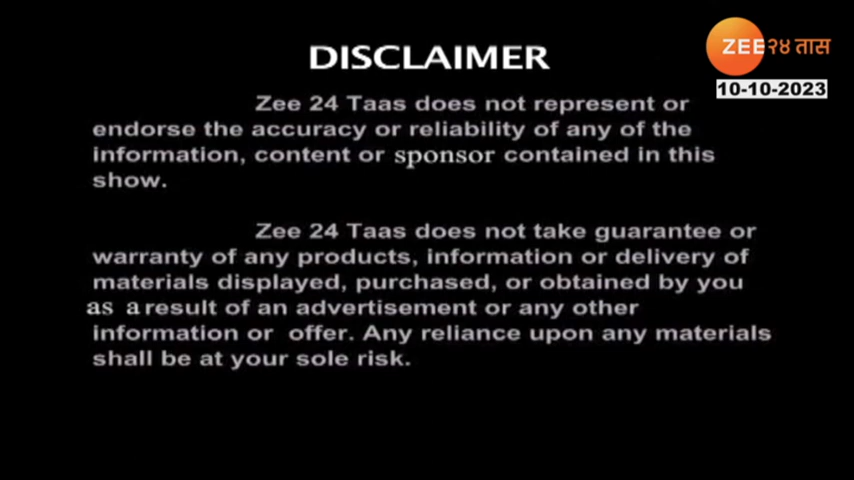 ZEE २४ तास
10-10-2023
DISCLAIMER
Zee 24 Taas does not represent or
endorse the accuracy or reliability of any of the
information, content or sponsor contained in this
show.
Zee 24 Taas does not take guarantee or
warranty of any products, information or delivery of
materials displayed, purchased, or obtained by you
as a result of an advertisement or any other
information or offer. Any reliance upon any materials
shall be at your sole risk.